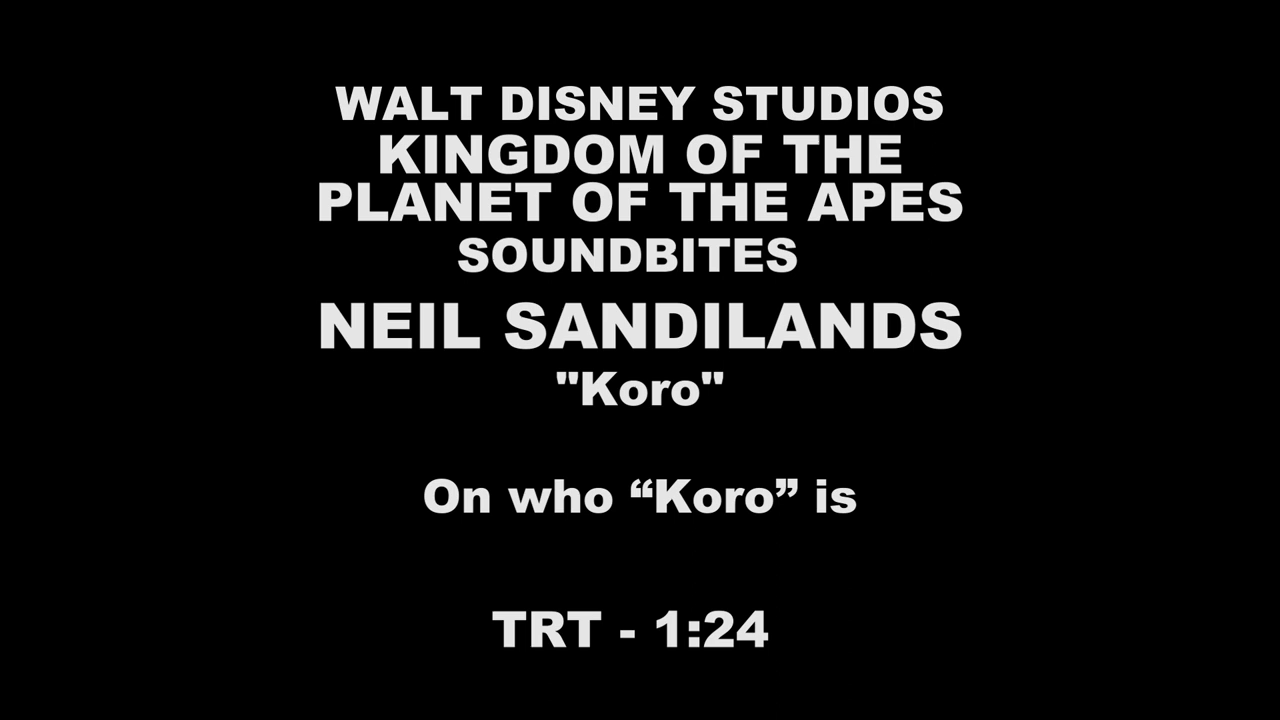 WALT DISNEY STUDIOS
KINGDOM OF THE
PLANET OF THE APES
SOUNDBITES
NEIL SANDILANDS
"Koro"
On who “Koro” is
TRT - 1:24